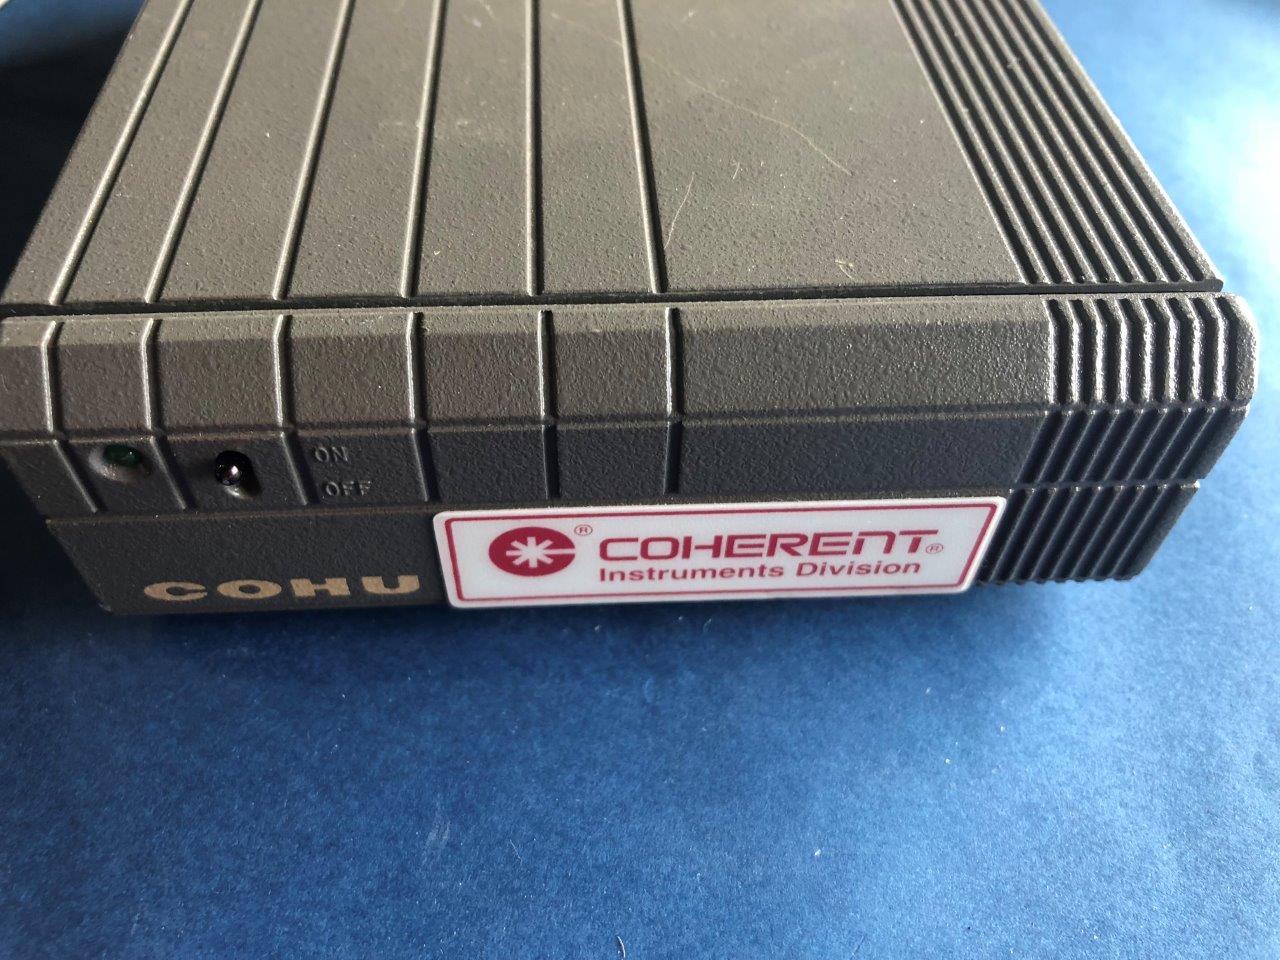 ON
OFF
COHU
® COHERENT®
Instruments Division